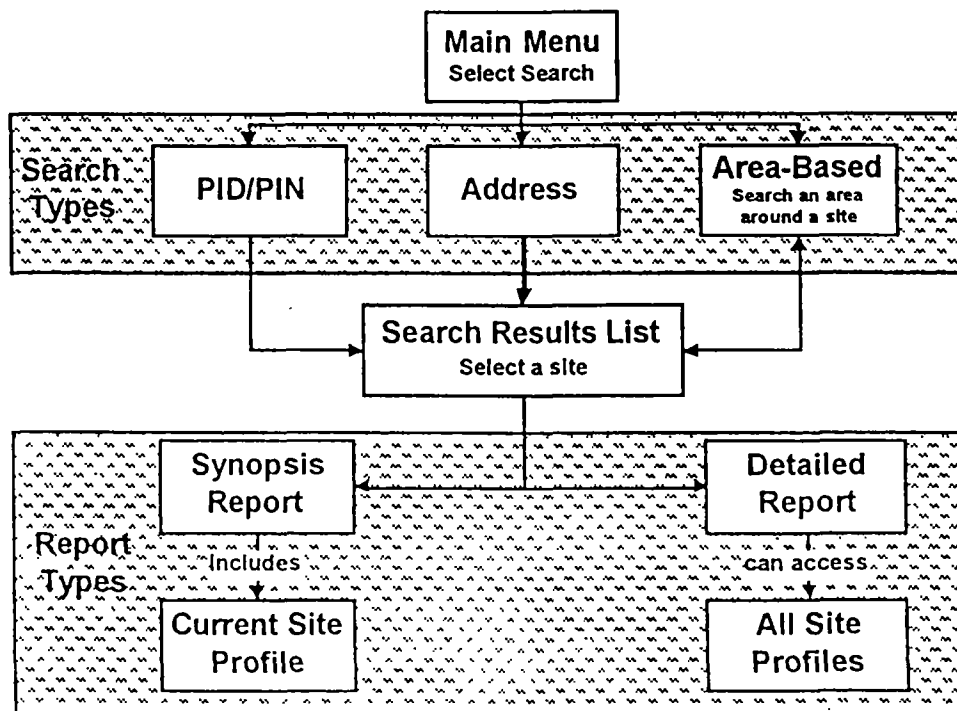 Main Menu
Select Search
Search
Types
PID/PIN
Address
Area-Based
Search an area
around a site
Search Results List
Select a site
Report
Types
Synopsis
Report
Detailed
Report
Includes
can access
Current Site
Profile
All Site
Profiles